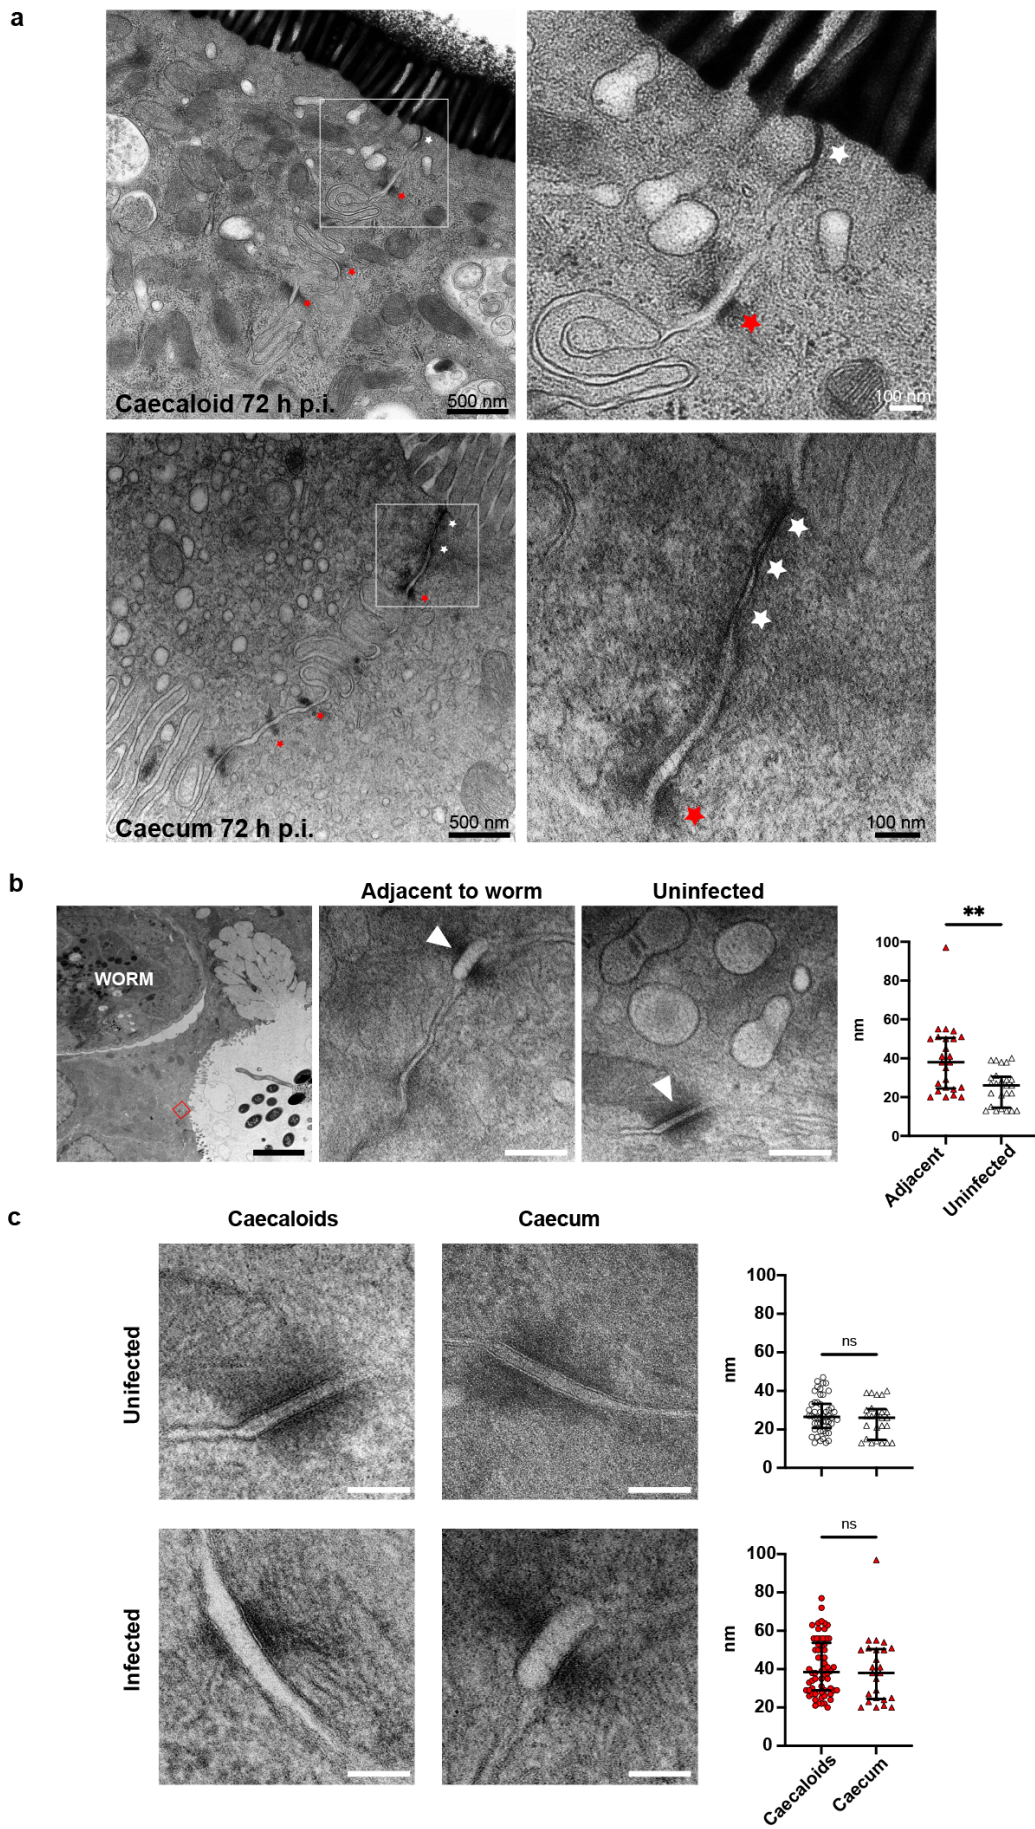 a
Caecaloid 72 h p.i.
500 nm
100 nm
Caecum 72 h p.i.
500 nm
100 nm
b
Adjacent to worm
Uninfected
WORM
**
100
80
60
40
20
0
nm
Adjacent
Uninfected
c
Caecaloids
Caecum
Unifected
ns
100
80
60
40
20
0
nm
Infected
ns
100
80
60
40
20
0
nm
Caecaloids
Caecum